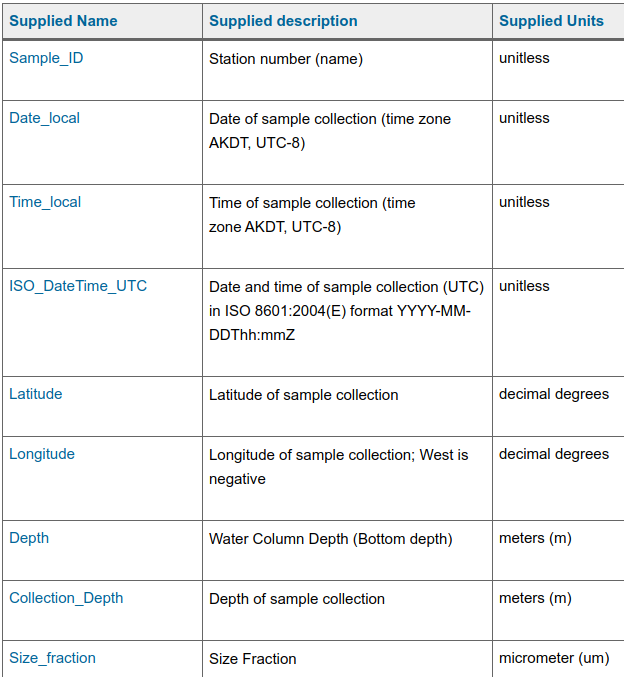 Supplied Name Supplied description Supplied Units
Sample_ID Station number (name) unitless
Date_local Date of sample collection (time zone unitless
AKDT, UTC-8)
Time_local Time of sample collection (time unitless
zone AKDT, UTC-8)
ISO_DateTime_UTC Date and time of sample collection (UTC) unitless
in ISO 8601:2004(E) format YYYY-MM-
DDThh:mmZ
Latitude Latitude of sample collection decimal degrees
Longitude Longitude of sample collection; West is decimal degrees
negative
Depth Water Column Depth (Bottom depth) meters (m)
Collection_Depth Depth of sample collection meters (m)
Size_fraction Size Fraction micrometer (um)